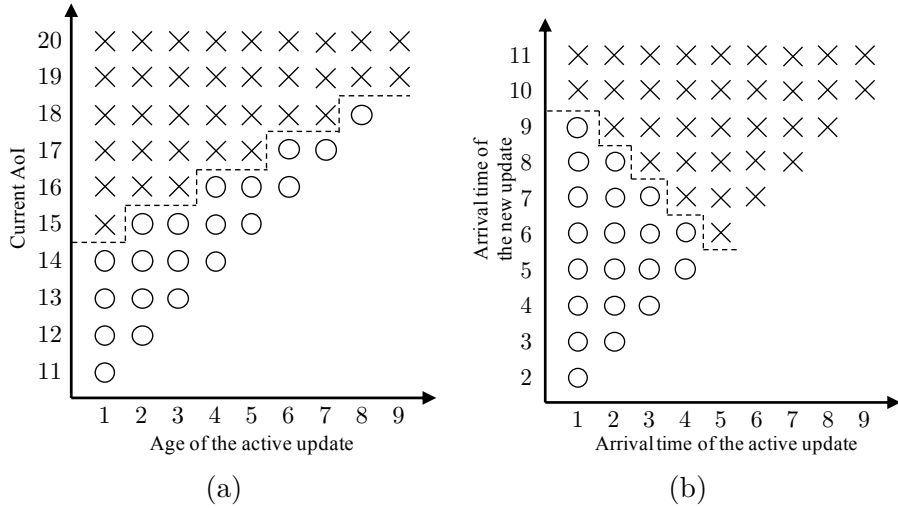 20
19
18
17
16
15
14
13
12
11
Current AoI
1 2 3 4 5 6 7 8 9
Age of the active update
(a)
11
10
9
8
7
6
5
4
3
2
Arrival time of
the new update
1 2 3 4 5 6 7 8 9
Arrival time of the active update
(b)